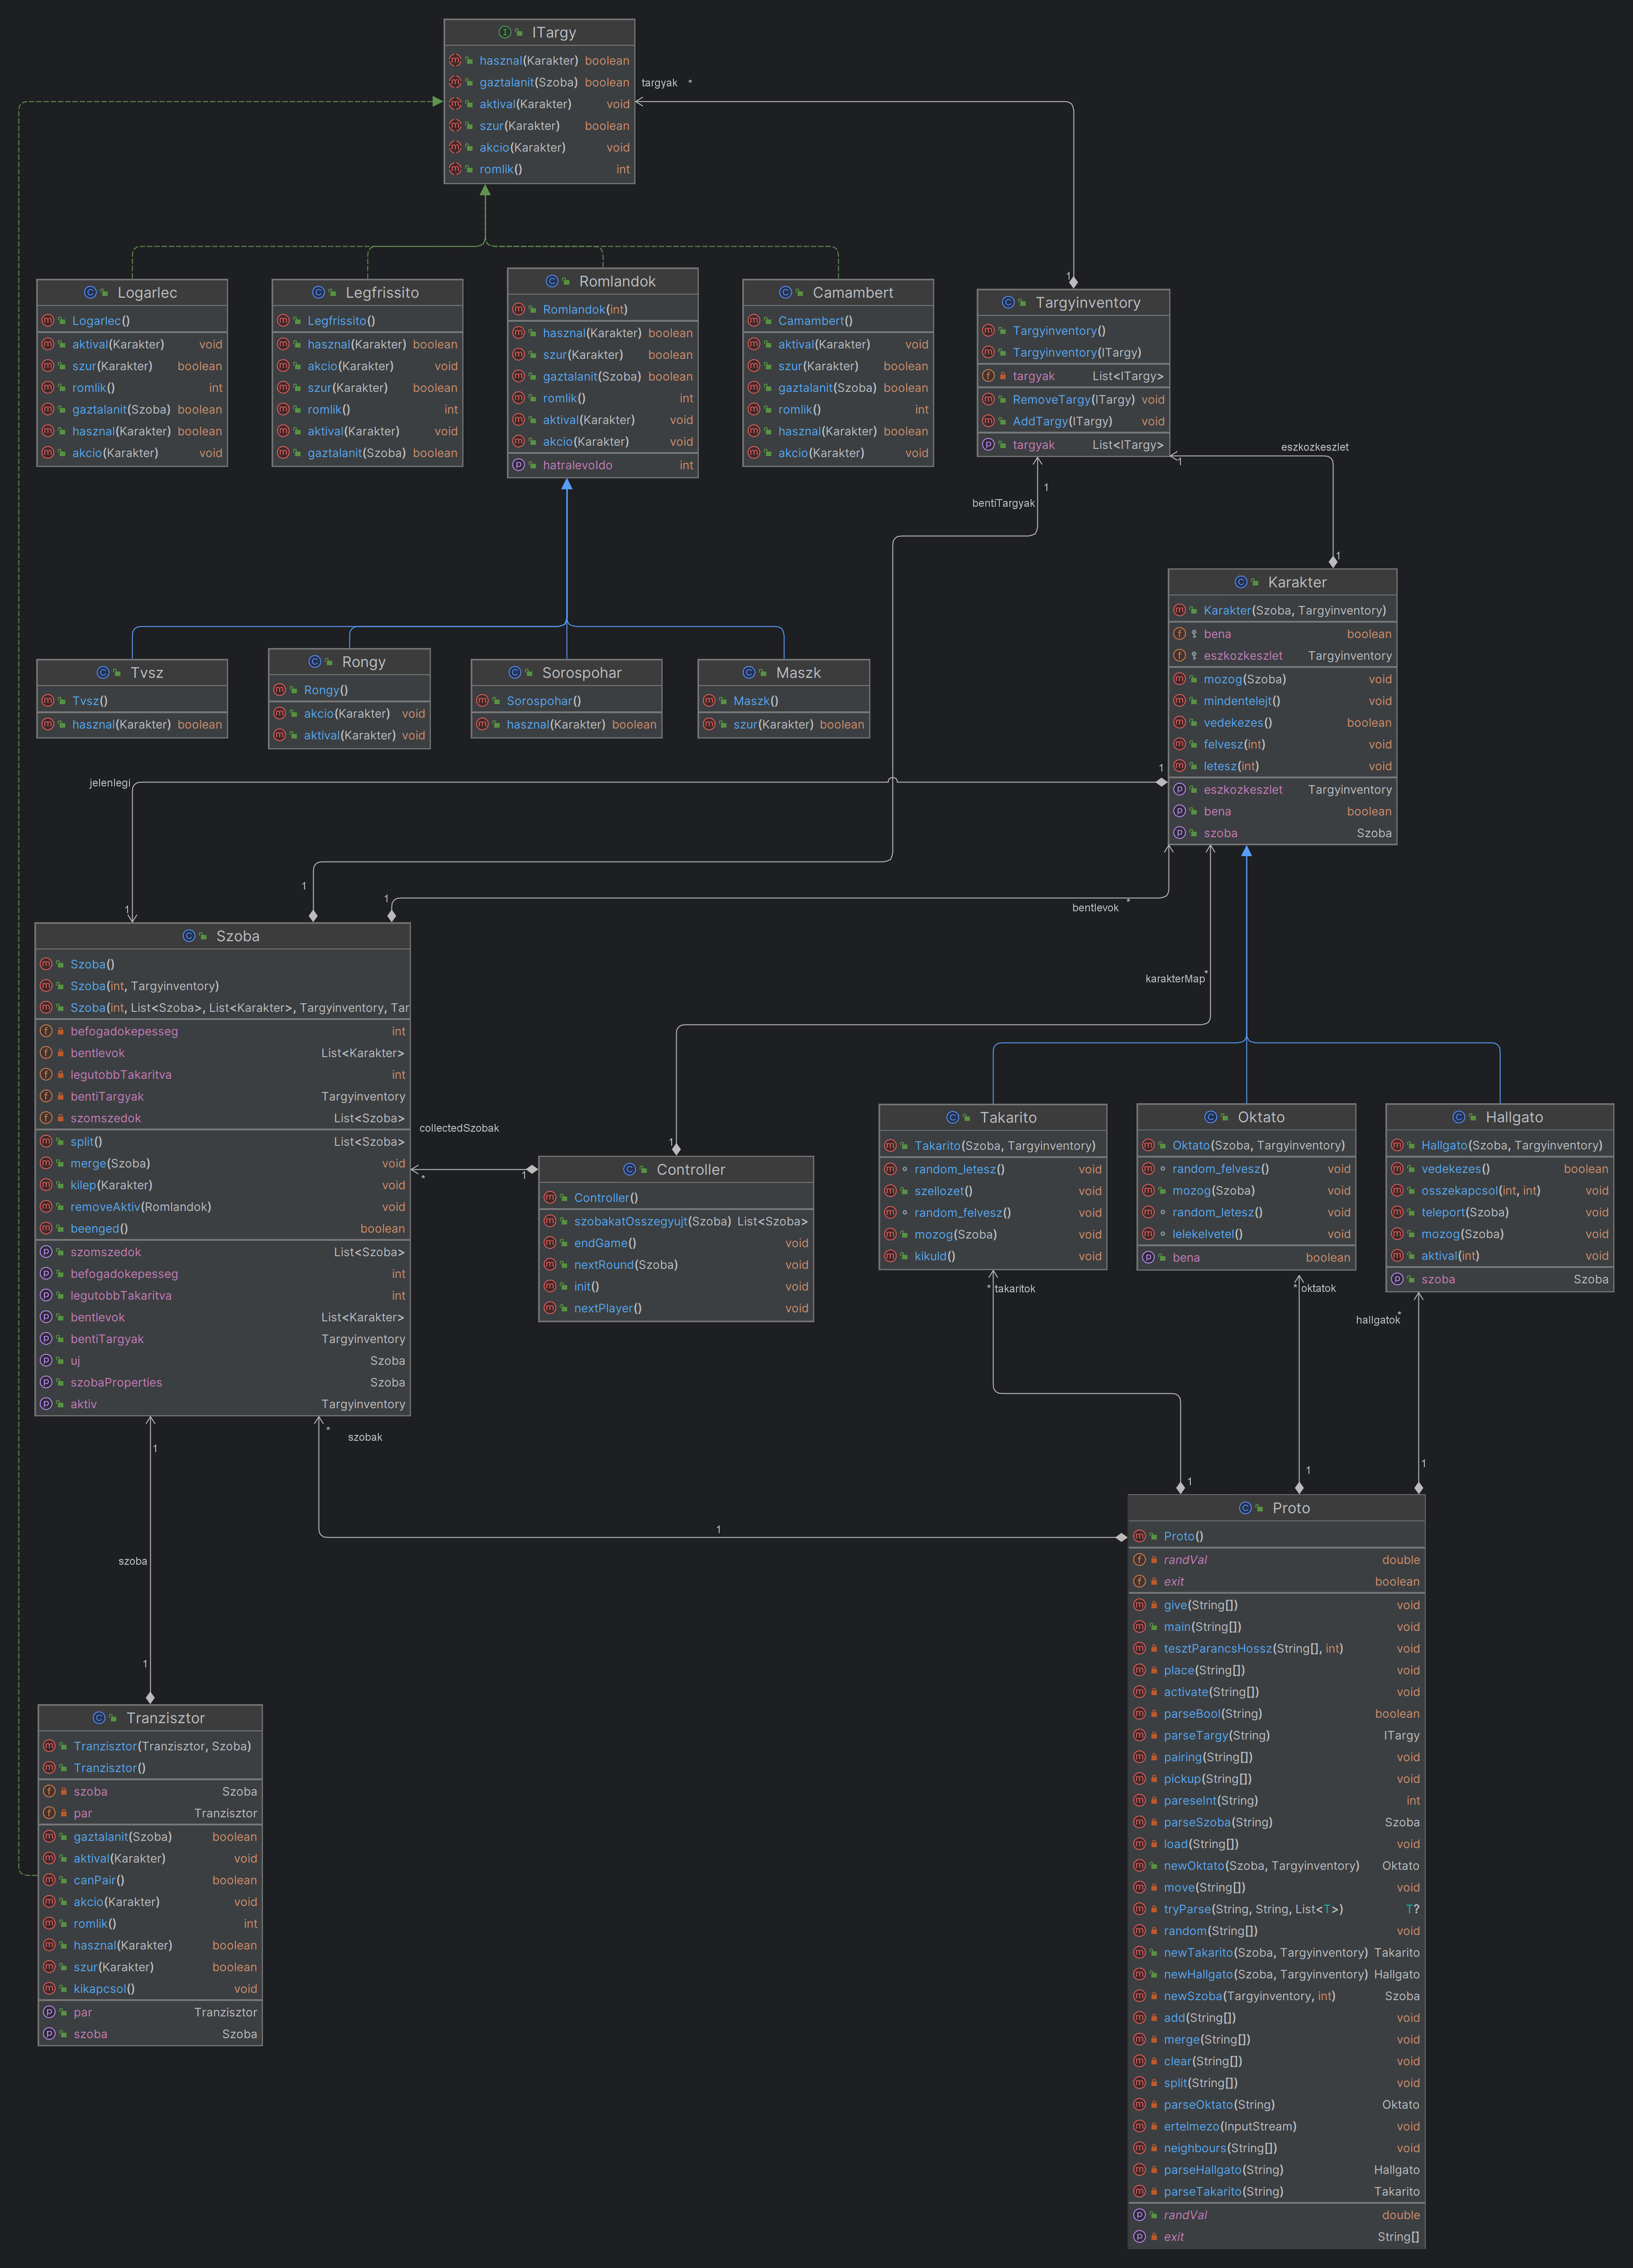 ITargy
hasznal(Karakter) boolean
gaztalanit(Szoba) boolean
aktival(Karakter) void
szur(Karakter) boolean
akcio(Karakter) void
romlik() int
targyak *
1
Logarlec
Logarlec()
aktival(Karakter) void
szur(Karakter) boolean
romlik() int
gaztalanit(Szoba) boolean
hasznal(Karakter) boolean
akcio(Karakter) void
Legfrissito
Legfrissito()
hasznal(Karakter) boolean
akcio(Karakter) void
szur(Karakter) boolean
romlik() int
aktival(Karakter) void
gaztalanit(Szoba) boolean
Romlandok
Romlandok(int)
hasznal(Karakter) boolean
szur(Karakter) boolean
gaztalanit(Szoba) boolean
romlik() int
aktival(Karakter) void
akcio(Karakter) void
hatralevoIdo int
Camambert
Camambert()
aktival(Karakter) void
szur(Karakter) boolean
gaztalanit(Szoba) boolean
romlik() int
hasznal(Karakter) boolean
akcio(Karakter) void
Targyinventory
Targyinventory()
Targyinventory(ITargy)
targyak List<ITargy>
RemoveTargy(ITargy) void
AddTargy(ITargy) void
targyak List<ITargy>
eszkozkeszlet
1
1
bentiTargyak
1
Tvsz
Tvsz()
hasznal(Karakter) boolean
Rongy
Rongy()
akcio(Karakter) void
aktival(Karakter) void
Sorospohar
Sorospohar()
hasznal(Karakter) boolean
Maszk
Maszk()
szur(Karakter) boolean
Karakter
Karakter(Szoba, Targyinventory)
bena boolean
eszkozkeszlet Targyinventory
mozog(Szoba) void
mindentelejt() void
vedekezes() boolean
felvesz(int) void
letesz(int) void
eszkozkeszlet Targyinventory
bena boolean
szoba Szoba
jelenlegi
1
1
1
1
bentlevok *
karakterMap *
1
Szoba
Szoba()
Szoba(int, Targyinventory)
Szoba(int, List<Szoba>, List<Karakter>, Targyinventory, Tar
befogadokepesseg int
bentlevok List<Karakter>
legutobbTakaritva int
bentiTargyak Targyinventory
szomszedok List<Szoba>
split() List<Szoba>
merge(Szoba) void
kilep(Karakter) void
removeAktiv(Romlandok) void
beenged() boolean
szomszedok List<Szoba>
befogadokepesseg int
legutobbTakaritva int
bentlevok List<Karakter>
bentiTargyak Targyinventory
uj Szoba
szobaProperties Szoba
aktiv Targyinventory
collectedSzobak
*
1
Controller
Controller()
szobakatOsszegyujt(Szoba) List<Szoba>
endGame() void
nextRound(Szoba) void
init() void
nextPlayer() void
Takarito
Takarito(Szoba, Targyinventory)
random_letesz() void
szellozet() void
random_felvesz() void
mozog(Szoba) void
kikuld() void
Oktato
Oktato(Szoba, Targyinventory)
random_felvesz() void
mozog(Szoba) void
random_letesz() void
lelekelvetel() void
bena boolean
Hallgato
Hallgato(Szoba, Targyinventory)
vedekezes() boolean
osszekapcsol(int, int) void
teleport(Szoba) void
mozog(Szoba) void
aktival(int) void
szoba Szoba
* takaritok
* oktatok
hallgatok *
1
1
1
1
szoba
1
* szobak
1
Tranzisztor
Tranzisztor(Tranzisztor, Szoba)
Tranzisztor()
szoba Szoba
par Tranzisztor
gaztalanit(Szoba) boolean
aktival(Karakter) void
canPair() boolean
akcio(Karakter) void
romlik() int
hasznal(Karakter) boolean
szur(Karakter) boolean
kikapcsol() void
par Tranzisztor
szoba Szoba
Proto
Proto()
randVal double
exit boolean
give(String[]) void
main(String[]) void
tesztParancsHossz(String[], int) void
place(String[]) void
activate(String[]) void
parseBool(String) boolean
parseTargy(String) ITargy
pairing(String[]) void
pickup(String[]) void
pareseInt(String) int
parseSzoba(String) Szoba
load(String[]) void
newOktato(Szoba, Targyinventory) Oktato
move(String[]) void
tryParse(String, String, List<T>) T?
random(String[]) void
newTakarito(Szoba, Targyinventory) Takarito
newHallgato(Szoba, Targyinventory) Hallgato
newSzoba(Targyinventory, int) Szoba
add(String[]) void
merge(String[]) void
clear(String[]) void
split(String[]) void
parseOktato(String) Oktato
ertelmezo(InputStream) void
neighbours(String[]) void
parseHallgato(String) Hallgato
parseTakarito(String) Takarito
randVal double
exit String[]